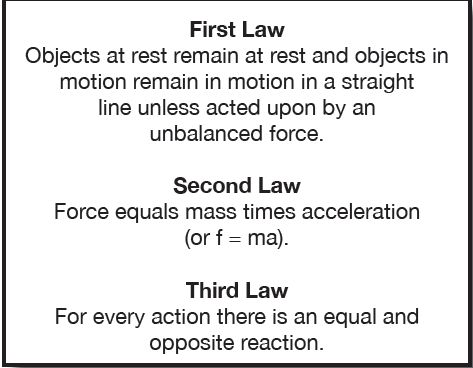 First Law
Objects at rest remain at rest and objects in
motion remain in motion in a straight
line unless acted upon by an
unbalanced force.
Second Law
Force equals mass times acceleration
(or f = ma).
Third Law
For every action there is an equal and
opposite reaction.